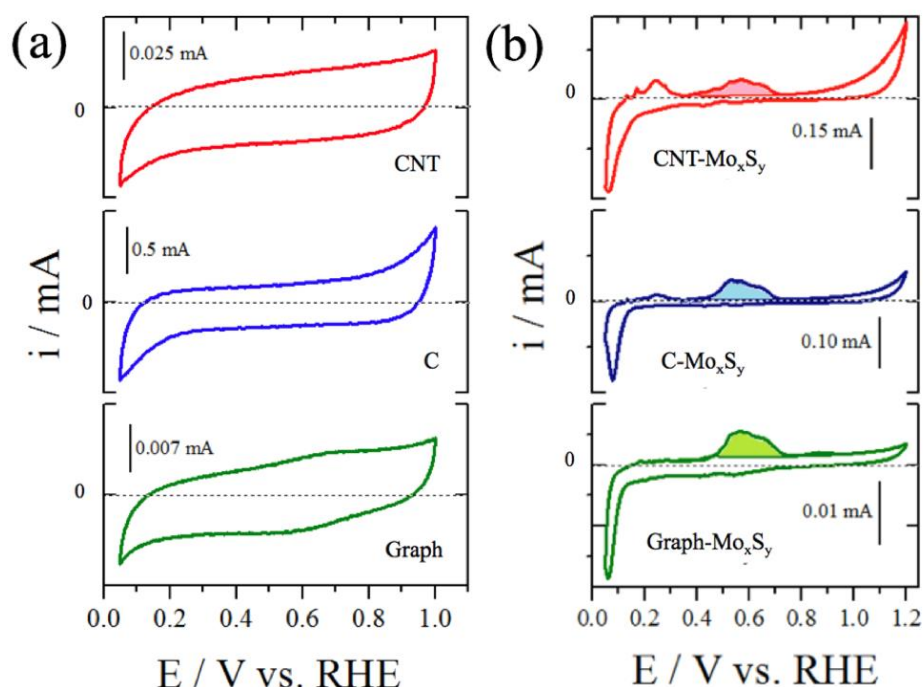 (a)
0.025 mA
0
CNT
0.5 mA
0
C
0.007 mA
0
Graph
i / mA
0.0 0.2 0.4 0.6 0.8 1.0
E / V vs. RHE
(b)
0
0.15 mA
CNT-MoₓSᵧ
0
0.10 mA
C-MoₓSᵧ
0
0.01 mA
Graph-MoₓSᵧ
i / mA
0.0 0.2 0.4 0.6 0.8 1.0 1.2
E / V vs. RHE